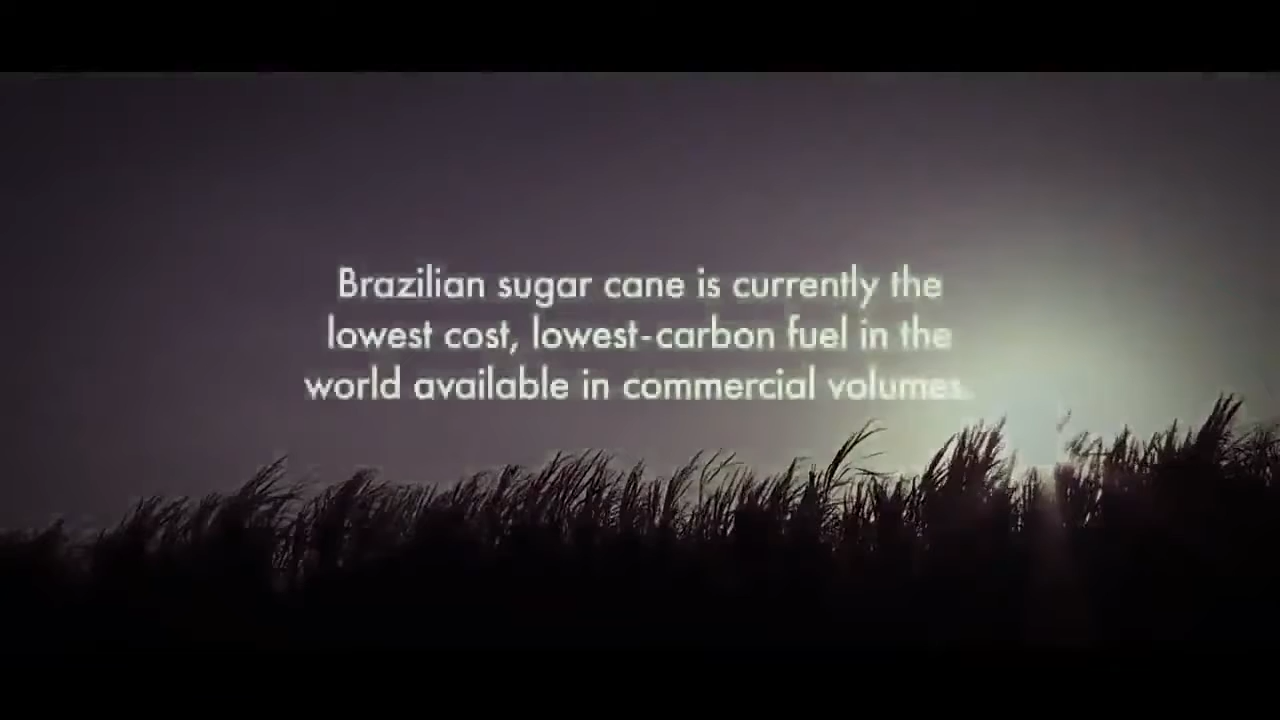 Brazilian sugar cane is currently the
lowest cost, lowest-carbon fuel in the
world available in commercial volumes.